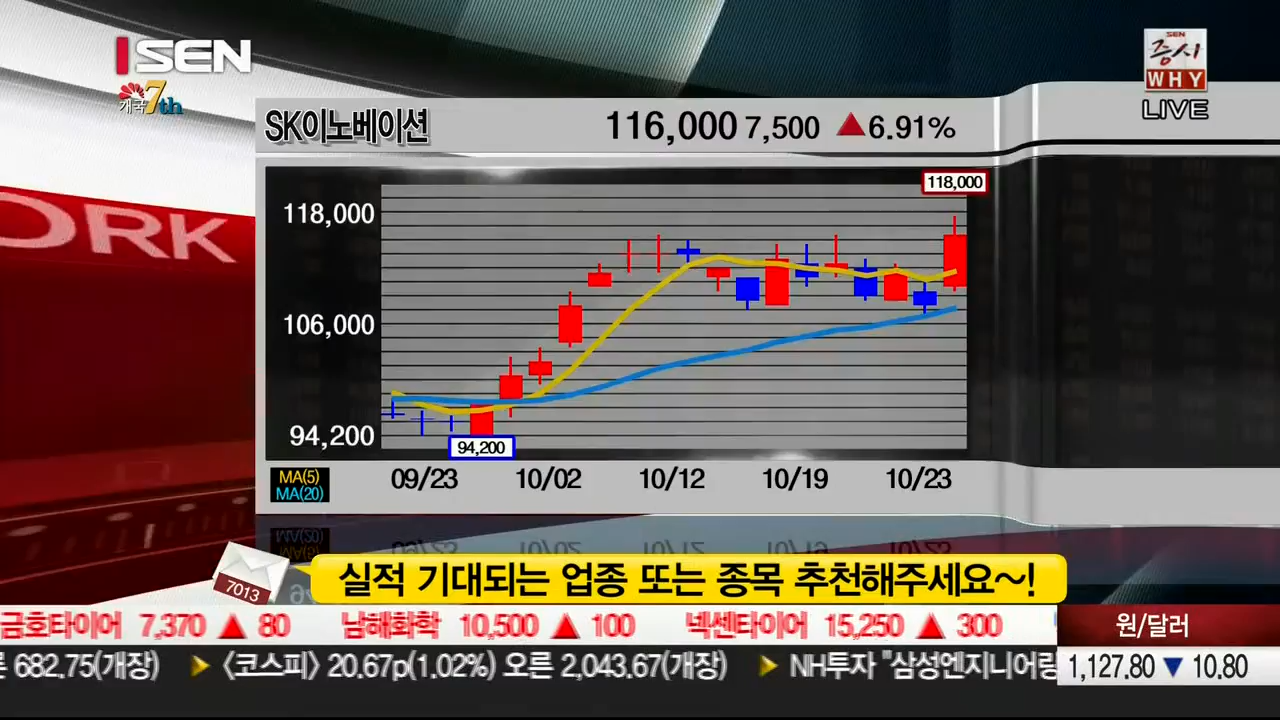 SEN
개국 7th
SEN
증시
WHY
LIVE
SK이노베이션 116,000 7,500 ▲6.91%
ORK
118,000
118,000
106,000
94,200
94,200
MA(5)
MA(20)
09/23 10/02 10/12 10/19 10/23
7013
실적 기대되는 업종 또는 종목 추천해주세요~!
금호타이어 7,370 ▲ 80 남해화학 10,500 ▲ 100 넥센타이어 15,250 ▲ 300
원/달러
른 682.75(개장) ▶ <코스피> 20.67p(1.02%) 오른 2,043.67(개장) ▶ NH투자 "삼성엔지니어링
1,127.80 ▼ 10.80